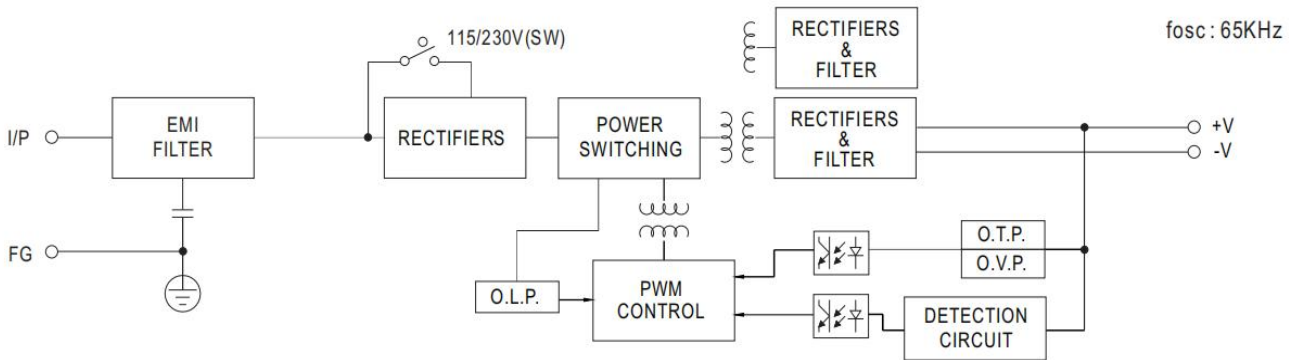 115/230V(SW)
RECTIFIERS
&
FILTER
fosc : 65KHz
I/P
EMI
FILTER
RECTIFIERS
POWER
SWITCHING
RECTIFIERS
&
FILTER
+V
-V
FG
O.L.P.
PWM
CONTROL
O.T.P.
O.V.P.
DETECTION
CIRCUIT